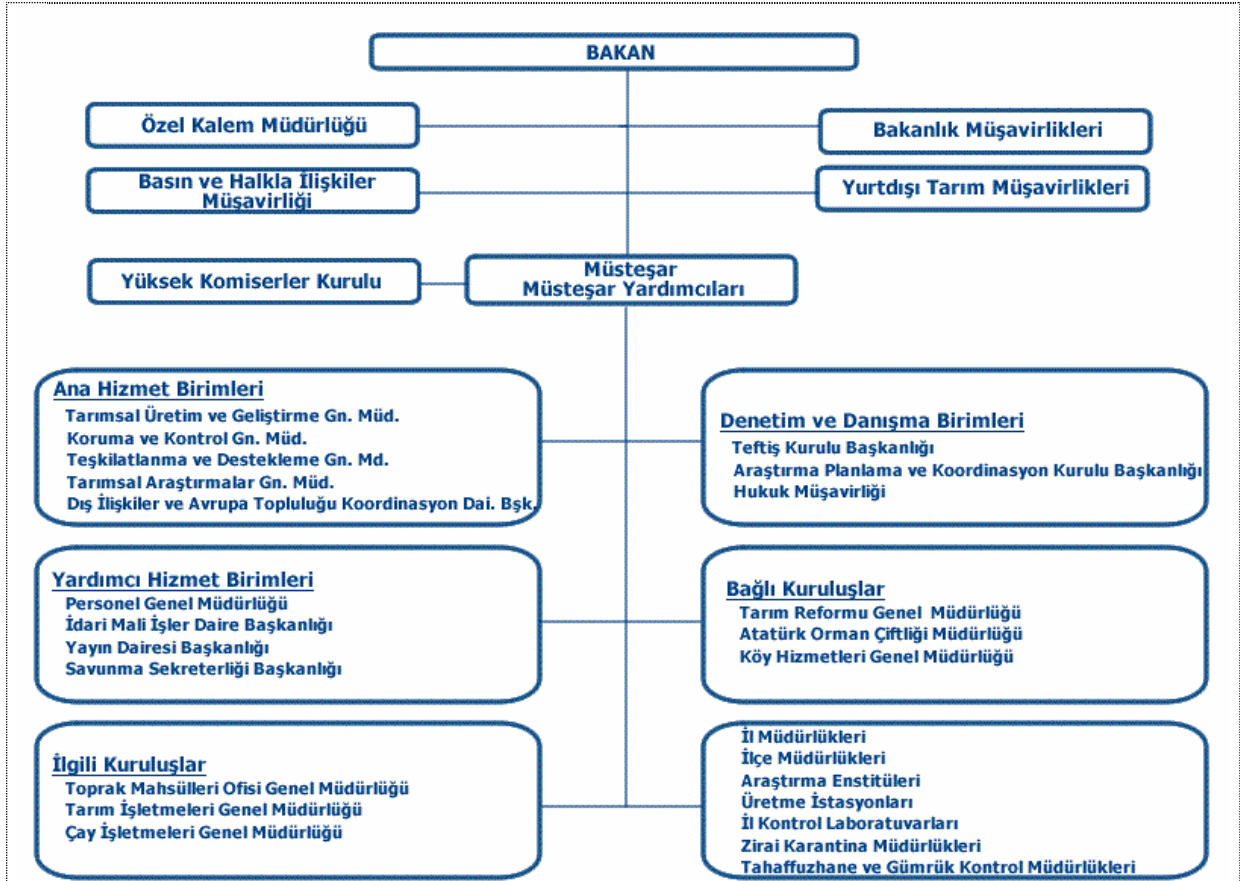 BAKAN
Özel Kalem Müdürlüğü
Bakanlık Müşavirlikleri
Basın ve Halkla İlişkiler
Müşavirliği
Yurtdışı Tarım Müşavirlikleri
Yüksek Komiserler Kurulu
Müsteşar
Müsteşar Yardımcıları
Ana Hizmet Birimleri
Tarımsal Üretim ve Geliştirme Gn. Müd.
Koruma ve Kontrol Gn. Müd.
Teşkilatlanma ve Destekleme Gn. Md.
Tarımsal Araştırmalar Gn. Müd.
Dış İlişkiler ve Avrupa Topluluğu Koordinasyon Dai. Bşk.
Denetim ve Danışma Birimleri
Teftiş Kurulu Başkanlığı
Araştırma Planlama ve Koordinasyon Kurulu Başkanlığı
Hukuk Müşavirliği
Yardımcı Hizmet Birimleri
Personel Genel Müdürlüğü
İdari Mali İşler Daire Başkanlığı
Yayın Dairesi Başkanlığı
Savunma Sekreterliği Başkanlığı
Bağlı Kuruluşlar
Tarım Reformu Genel Müdürlüğü
Atatürk Orman Çiftliği Müdürlüğü
Köy Hizmetleri Genel Müdürlüğü
İlgili Kuruluşlar
Toprak Mahsülleri Ofisi Genel Müdürlüğü
Tarım İşletmeleri Genel Müdürlüğü
Çay İşletmeleri Genel Müdürlüğü
İl Müdürlükleri
İlçe Müdürlükleri
Araştırma Enstitüleri
Üretme İstasyonları
İl Kontrol Laboratuvarları
Zirai Karantina Müdürlükleri
Tahaffuzhane ve Gümrük Kontrol Müdürlükleri